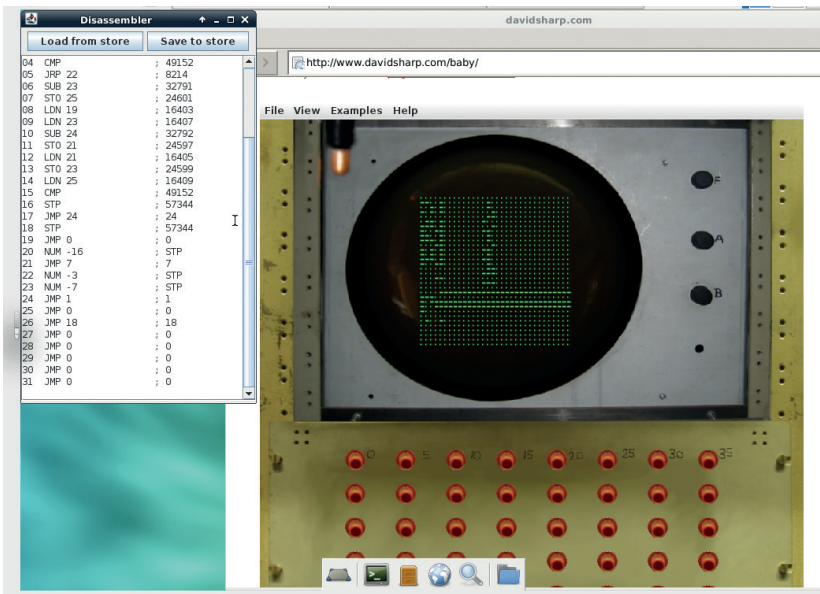 Disassembler
Load from store Save to store
04 CMP ; 49152
05 JRP 22 ; 8214
06 SUB 23 ; 32791
07 STO 25 ; 24601
08 LDN 19 ; 16403
09 LDN 23 ; 16407
10 SUB 24 ; 32792
11 STO 21 ; 24597
12 LDN 21 ; 16405
13 STO 23 ; 24599
14 LDN 25 ; 16409
15 CMP ; 49152
16 STP ; 57344
17 JMP 24 ; 24
18 STP ; 57344
19 JMP 0 ; 0
20 NUM -16 ; STP
21 JMP 7 ; 7
22 NUM -3 ; STP
23 NUM -7 ; STP
24 JMP 1 ; 1
25 JMP 0 ; 0
26 JMP 18 ; 18
27 JMP 0 ; 0
28 JMP 0 ; 0
29 JMP 0 ; 0
30 JMP 0 ; 0
31 JMP 0 ; 0
davidsharp.com
http://www.davidsharp.com/baby/
File View Examples Help
A
B
0 5 10 15 20 25 30 35